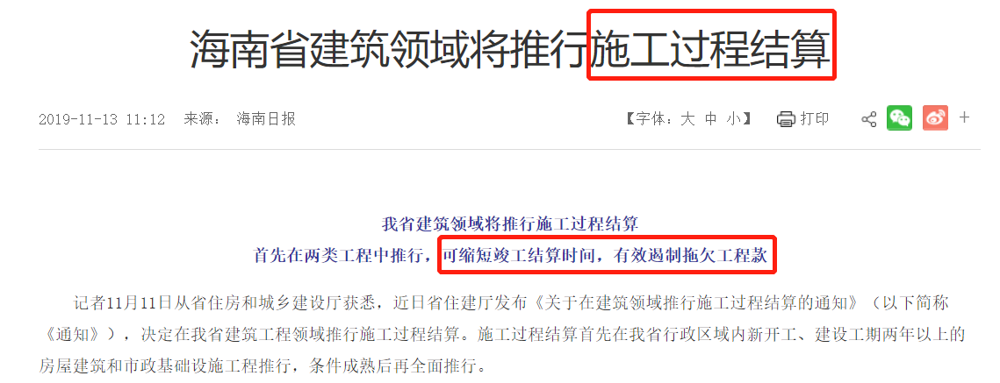 海南省建筑领域将推行施工过程结算
2019-11-13 11:12 来源： 海南日报 【字体：大 中 小】 打印 +
我省建筑领域将推行施工过程结算
首先在两类工程中推行，可缩短竣工结算时间，有效遏制拖欠工程款
记者11月11日从省住房和城乡建设厅获悉，近日省住建厅发布《关于在建筑领域推行施工过程结算的通知》（以下简称
《通知》），决定在我省建筑工程领域推行施工过程结算。施工过程结算首先在我省行政区域内新开工、建设工期两年以上的
房屋建筑和市政基础设施工程推行，条件成熟后再全面推行。